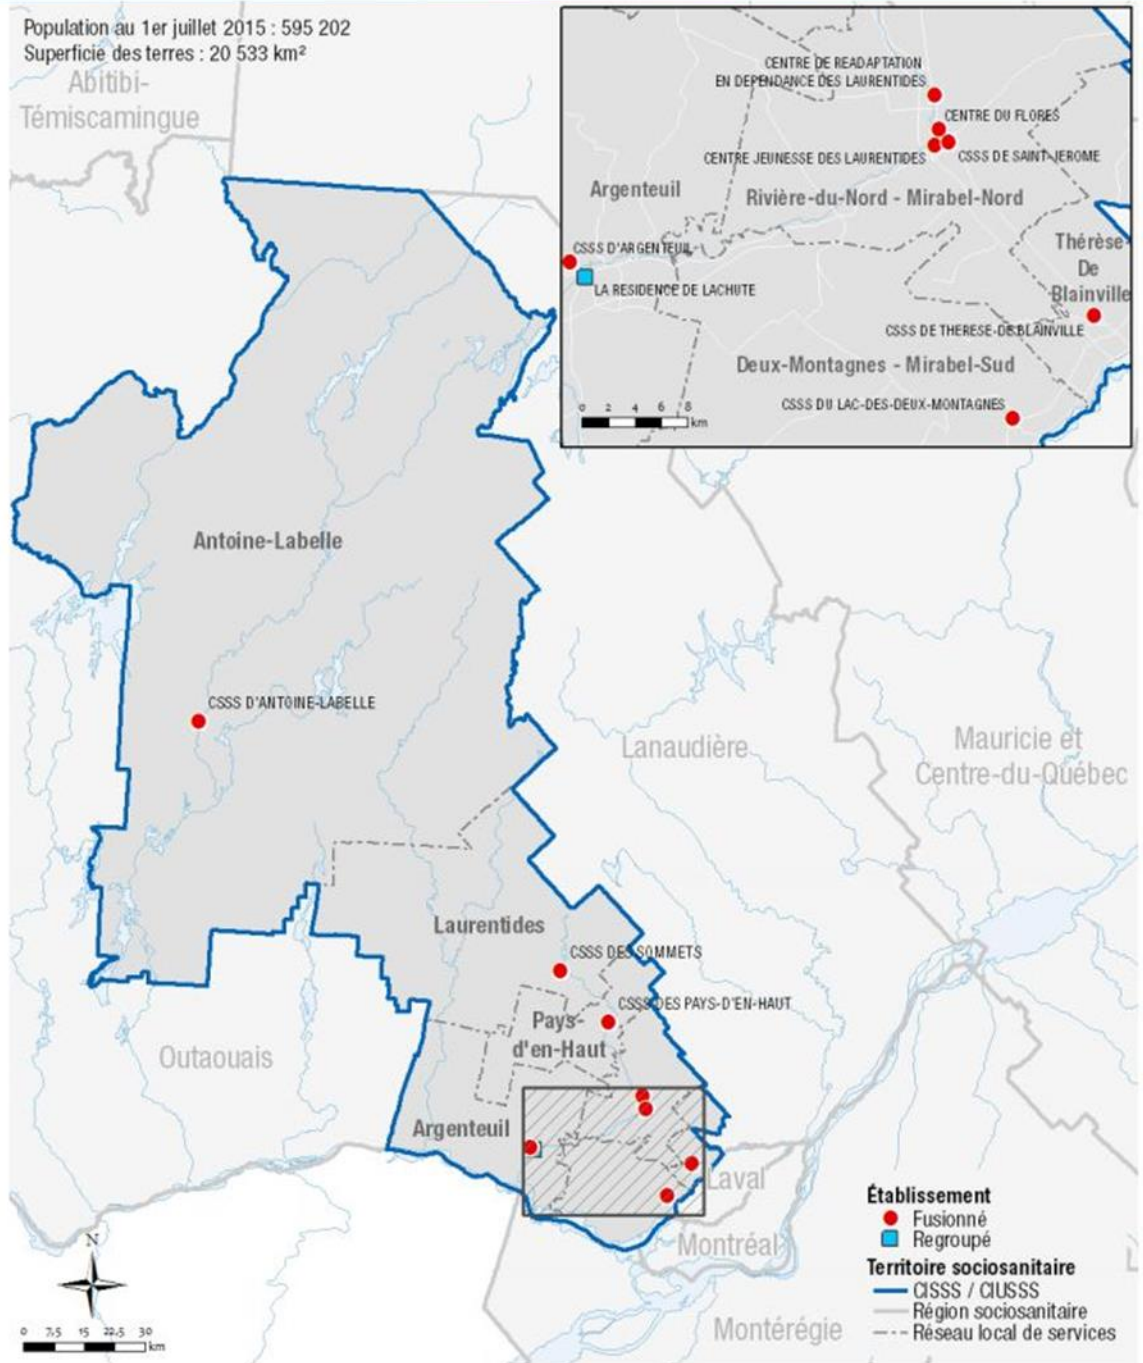 Population au 1er juillet 2015 : 595 202
Superficie des terres : 20 533 km²
Abitibi-
Témiscamingue
CENTRE DE READAPTATION
EN DEPENDANCE DES LAURENTIDES
CENTRE DU FLORES
CENTRE JEUNESSE DES LAURENTIDES
CSSS DE SAINT-JEROME
Argenteuil
Rivière-du-Nord - Mirabel-Nord
CSSS D'ARGENTEUIL
LA RESIDENCE DE LACHUTE
Thérèse
De
Blainville
CSSS DE THERESE-DE BLAINVILLE
Deux-Montagnes - Mirabel-Sud
CSSS DU LAC-DES-DEUX-MONTAGNES
0 2 4 6 8
km
Antoine-Labelle
CSSS D'ANTOINE-LABELLE
Lanaudière
Mauricie et
Centre-du-Québec
Laurentides
CSSS DES SOMMETS
CSSS DES PAYS-D'EN-HAUT
Pays-
d'en-Haut
Outaouais
Argenteuil
Laval
Montréal
Montérégie
Établissement
Fusionné
Regroupé
Territoire sociosanitaire
CISSS / CIUSSS
Région sociosanitaire
Réseau local de services
N
0 7,5 15 22,5 30
km